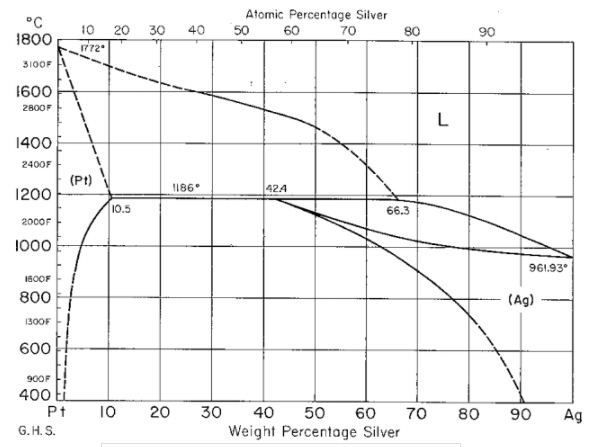 Atomic Percentage Silver
°C
10 20 30 40 50 60 70 80 90
1800
1772°
3100F
1600
2800F
L
1400
2400F
(Pt)
1186°
42.4
1200
10.5
66.3
2000F
1000
961.93°
1600F
(Ag)
800
1300F
600
900F
400
Pt 10 20 30 40 50 60 70 80 90 Ag
G.H.S. Weight Percentage Silver